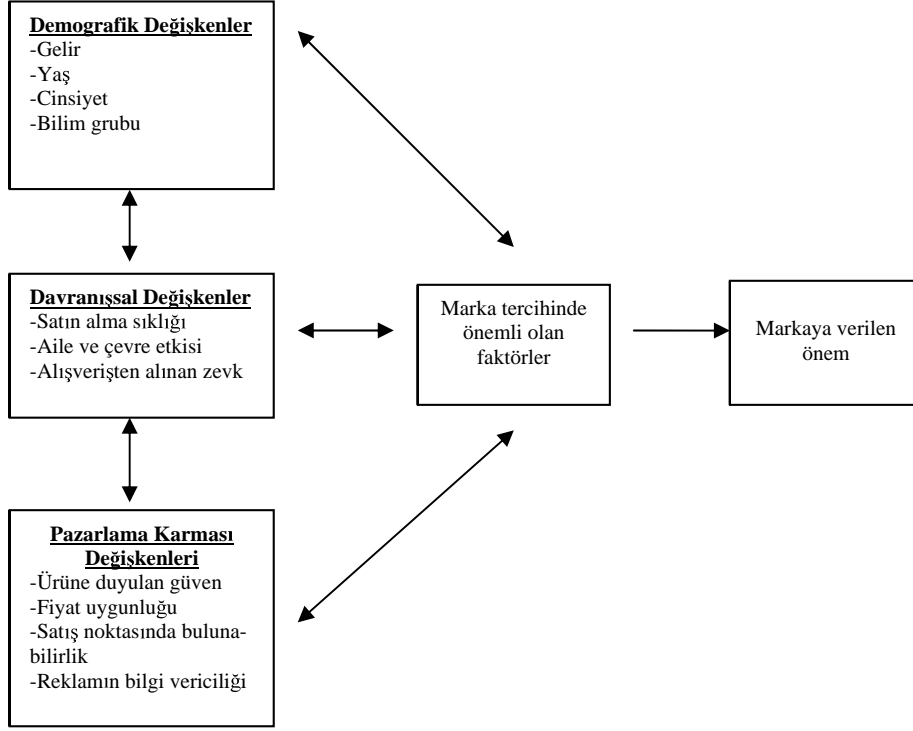 Demografik Değişkenler
-Gelir
-Yaş
-Cinsiyet
-Bilim grubu
Davranışsal Değişkenler
-Satın alma sıklığı
-Aile ve çevre etkisi
-Alışverişten alınan zevk
Pazarlama Karması
Değişkenleri
-Ürüne duyulan güven
-Fiyat uygunluğu
-Satış noktasında buluna-
bilirlik
-Reklamın bilgi vericiliği
Marka tercihinde
önemli olan
faktörler
Markaya verilen
önem